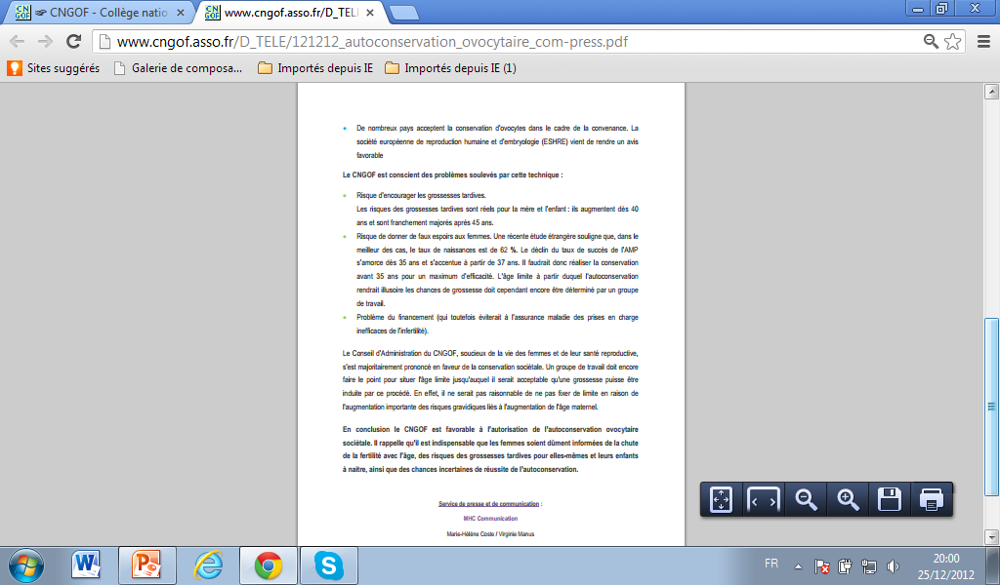 CNGOF - Collège natio
www.cngof.asso.fr/D_TELE
www.cngof.asso.fr/D_TELE/121212_autoconservation_ovocytaire_com-press.pdf
Sites suggérés
Galerie de composa...
Importés depuis IE
Importés depuis IE (1)
De nombreux pays acceptent la conservation d'ovocytes dans le cadre de la convenance. La
société européenne de reproduction humaine et d'embryologie (ESHRE) vient de rendre un avis
favorable
Le CNGOF est conscient des problèmes soulevés par cette technique :
Risque d'encourager les grossesses tardives.
Les risques des grossesses tardives sont réels pour la mère et l'enfant : ils augmentent dès 40
ans et sont franchement majorés après 45 ans.
Risque de donner de faux espoirs aux femmes. Une récente étude étrangère souligne que, dans le
meilleur des cas, le taux de naissances est de 62 %. Le déclin du taux de succès de l'AMP
s'amorce dès 35 ans et s'accentue à partir de 37 ans. Il faudrait donc réaliser la conservation
avant 35 ans pour un maximum d'efficacité. L'âge limite à partir duquel l'autoconservation
rendrait illusoire les chances de grossesse doit cependant encore être déterminé par un groupe
de travail.
Problème du financement (qui toutefois éviterait à l'assurance maladie des prises en charge
inefficaces de l'infertilité).
Le Conseil d'Administration du CNGOF, soucieux de la vie des femmes et de leur santé reproductive,
s'est majoritairement prononcé en faveur de la conservation sociétale. Un groupe de travail doit encore
faire le point pour situer l'âge limite jusqu'auquel il serait acceptable qu'une grossesse puisse être
induite par ce procédé. En effet, il ne serait pas raisonnable de ne pas fixer de limite en raison de
l'augmentation importante des risques gravidiques liés à l'augmentation de l'âge maternel.
En conclusion le CNGOF est favorable à l'autorisation de l'autoconservation ovocytaire
sociétale. Il rappelle qu'il est indispensable que les femmes soient dûment informées de la chute
de la fertilité avec l'âge, des risques des grossesses tardives pour elles-mêmes et leurs enfants
à naitre, ainsi que des chances incertaines de réussite de l'autoconservation.
Service de presse et de communication :
MHC Communication
Marie-Hélène Coste / Virginie Manus
FR
20:00
25/12/2012